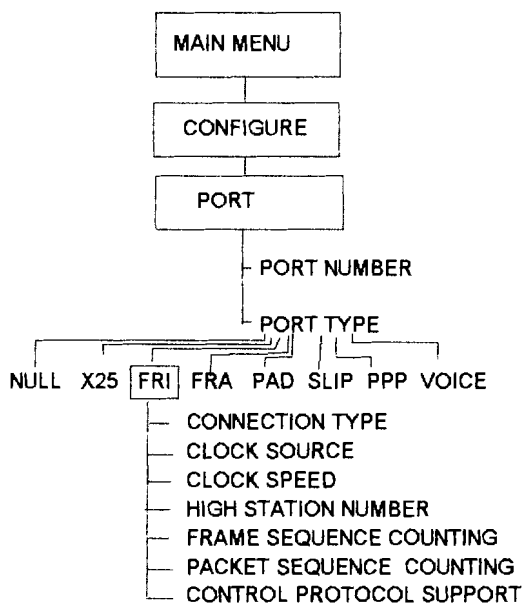 MAIN MENU
CONFIGURE
PORT
PORT NUMBER
PORT TYPE
NULL X25 FRI FRA PAD SLIP PPP VOICE
CONNECTION TYPE
CLOCK SOURCE
CLOCK SPEED
HIGH STATION NUMBER
FRAME SEQUENCE COUNTING
PACKET SEQUENCE COUNTING
CONTROL PROTOCOL SUPPORT